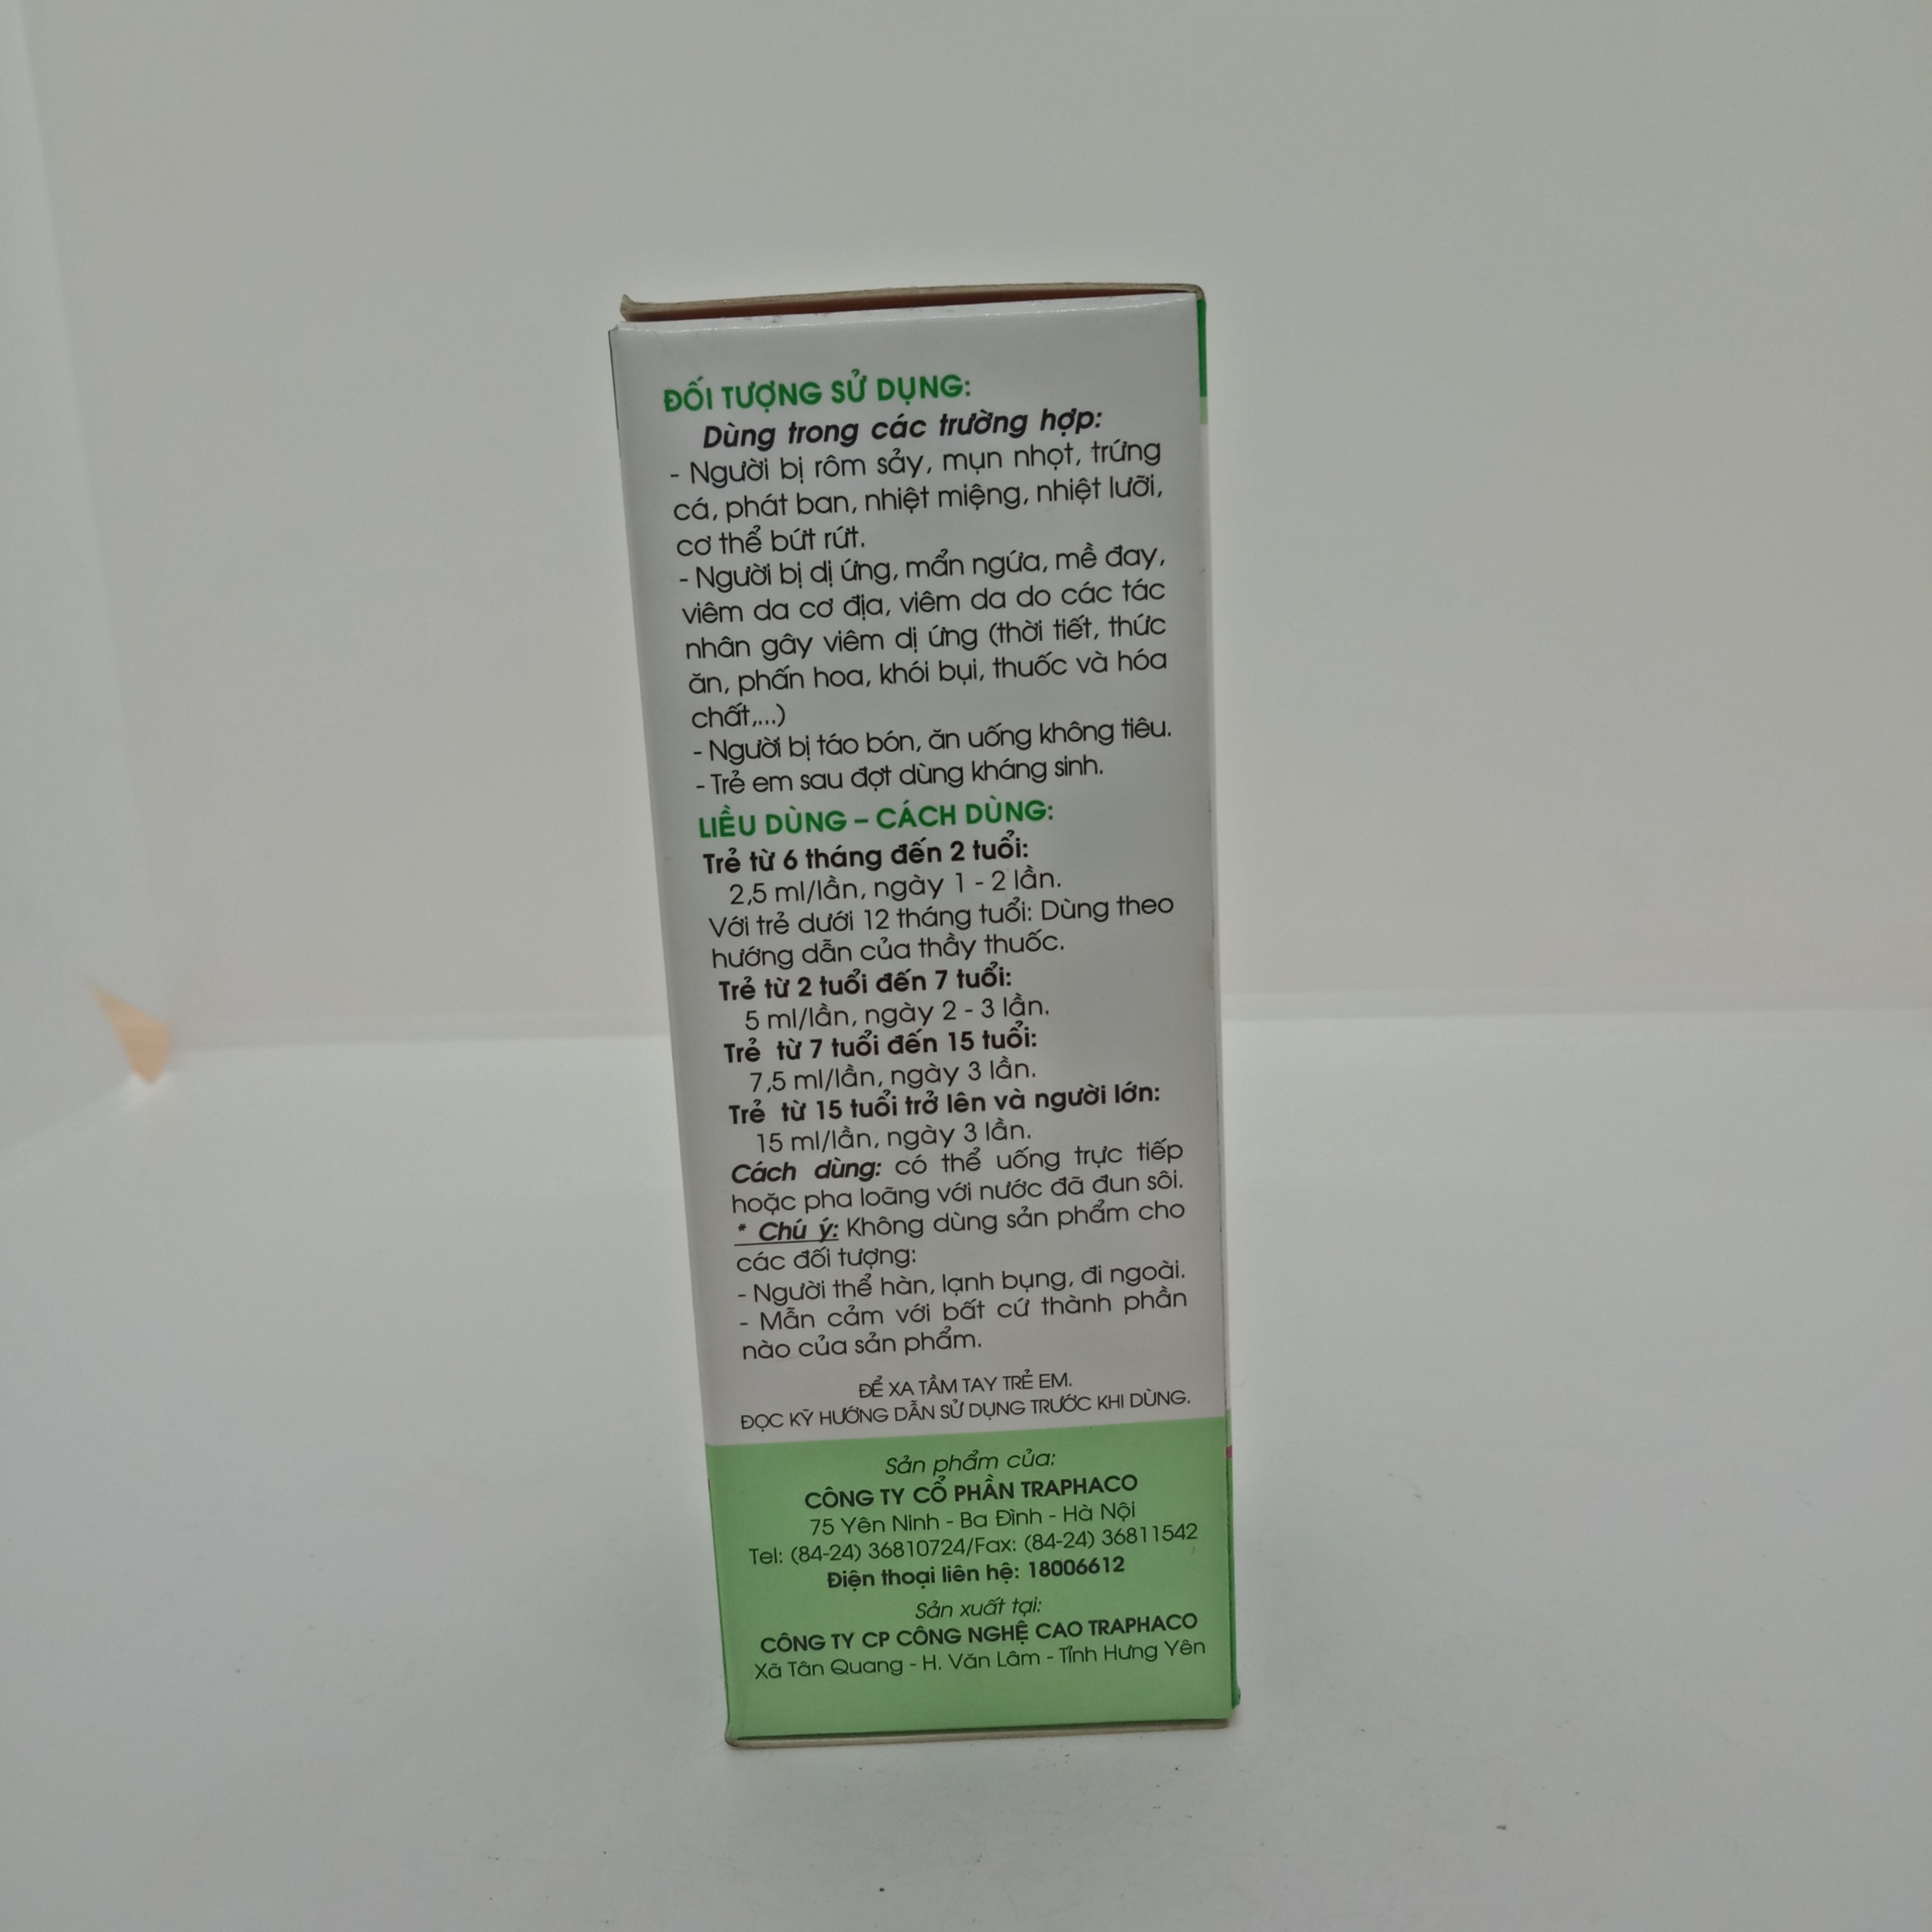 ĐỐI TƯỢNG SỬ DỤNG:
Dùng trong các trường hợp:
- Người bị rôm sảy, mụn nhọt, trứng
cá, phát ban, nhiệt miệng, nhiệt lưỡi,
cơ thể bứt rứt.
- Người bị dị ứng, mẩn ngứa, mề đay,
viêm da cơ địa, viêm da do các tác
nhân gây viêm dị ứng (thời tiết, thức
ăn, phấn hoa, khói bụi, thuốc và hóa
chất,...)
- Người bị táo bón, ăn uống không tiêu.
- Trẻ em sau đợt dùng kháng sinh.
LIỀU DÙNG – CÁCH DÙNG:
Trẻ từ 6 tháng đến 2 tuổi:
2,5 ml/lần, ngày 1 - 2 lần.
Với trẻ dưới 12 tháng tuổi: Dùng theo
hướng dẫn của thầy thuốc.
Trẻ từ 2 tuổi đến 7 tuổi:
5 ml/lần, ngày 2 - 3 lần.
Trẻ từ 7 tuổi đến 15 tuổi:
7,5 ml/lần, ngày 3 lần.
Trẻ từ 15 tuổi trở lên và người lớn:
15 ml/lần, ngày 3 lần.
Cách dùng: có thể uống trực tiếp
hoặc pha loãng với nước đã đun sôi.
* Chú ý: Không dùng sản phẩm cho
các đối tượng:
- Người thể hàn, lạnh bụng, đi ngoài.
- Mẫn cảm với bất cứ thành phần
nào của sản phẩm.
ĐỂ XA TẦM TAY TRẺ EM.
ĐỌC KỸ HƯỚNG DẪN SỬ DỤNG TRƯỚC KHI DÙNG.
Sản phẩm của:
CÔNG TY CỔ PHẦN TRAPHACO
75 Yên Ninh - Ba Đình - Hà Nội
Tel: (84-24) 36810724/Fax: (84-24) 36811542
Điện thoại liên hệ: 18006612
Sản xuất tại:
CÔNG TY CP CÔNG NGHỆ CAO TRAPHACO
Xã Tân Quang - H. Văn Lâm - Tỉnh Hưng Yên